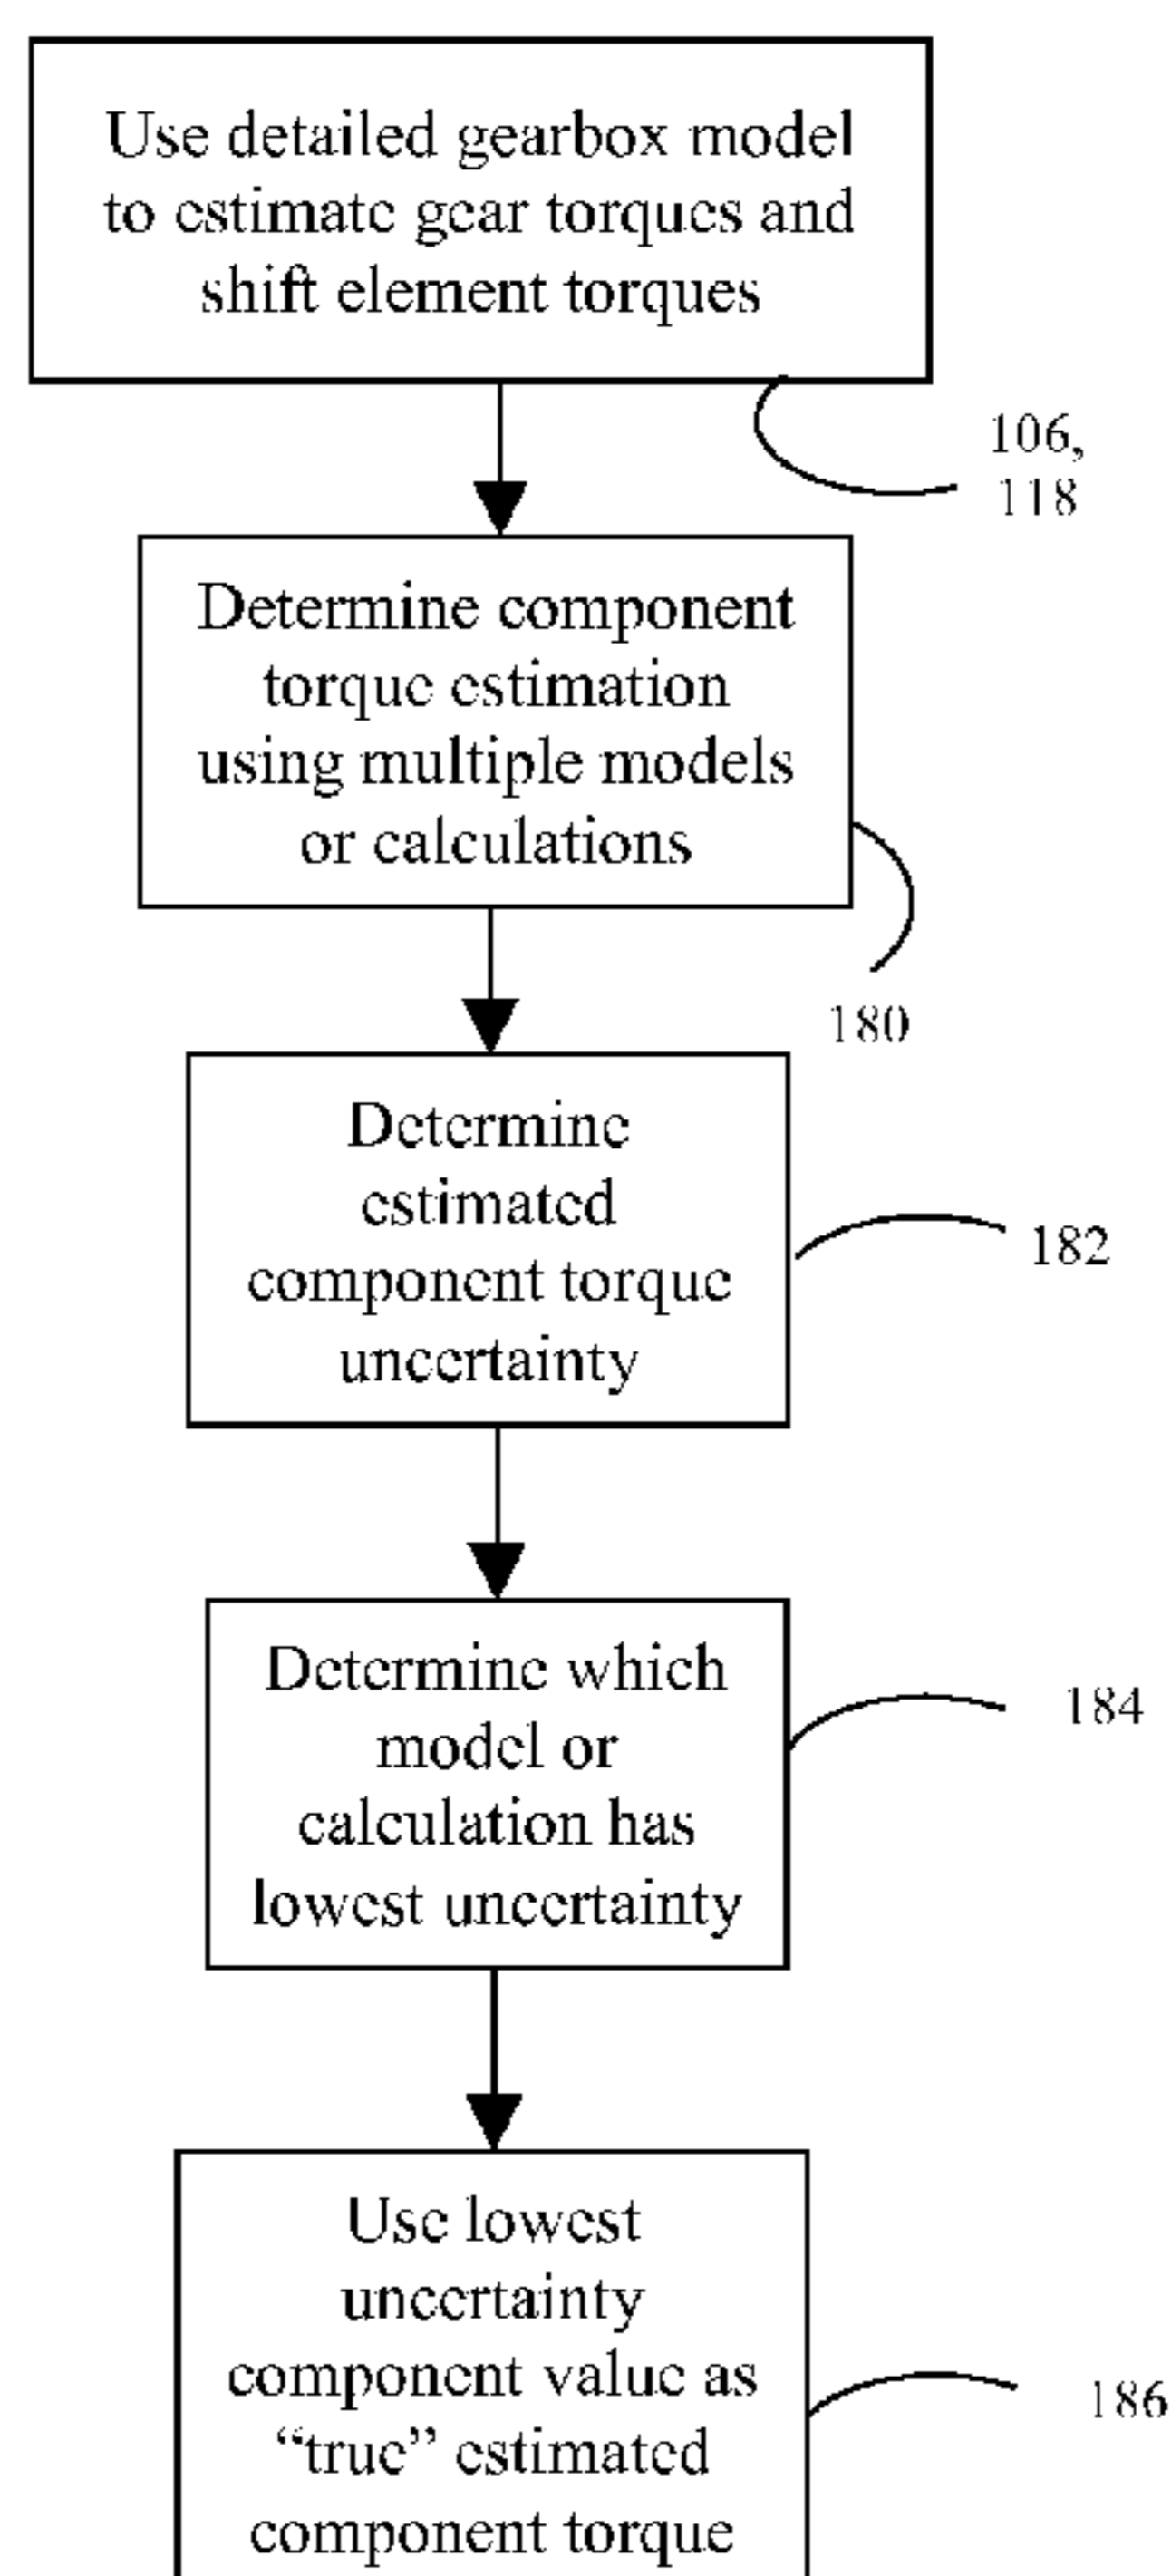 Use detailed gearbox model
to estimate gear torques and
shift element torques
106,
118
Determine component
torque estimation
using multiple models
or calculations
180
Determine
estimated
component torque
uncertainty
182
Determine which
model or
calculation has
lowest uncertainty
184
Use lowest
uncertainty
component value as
“true” estimated
component torque
186